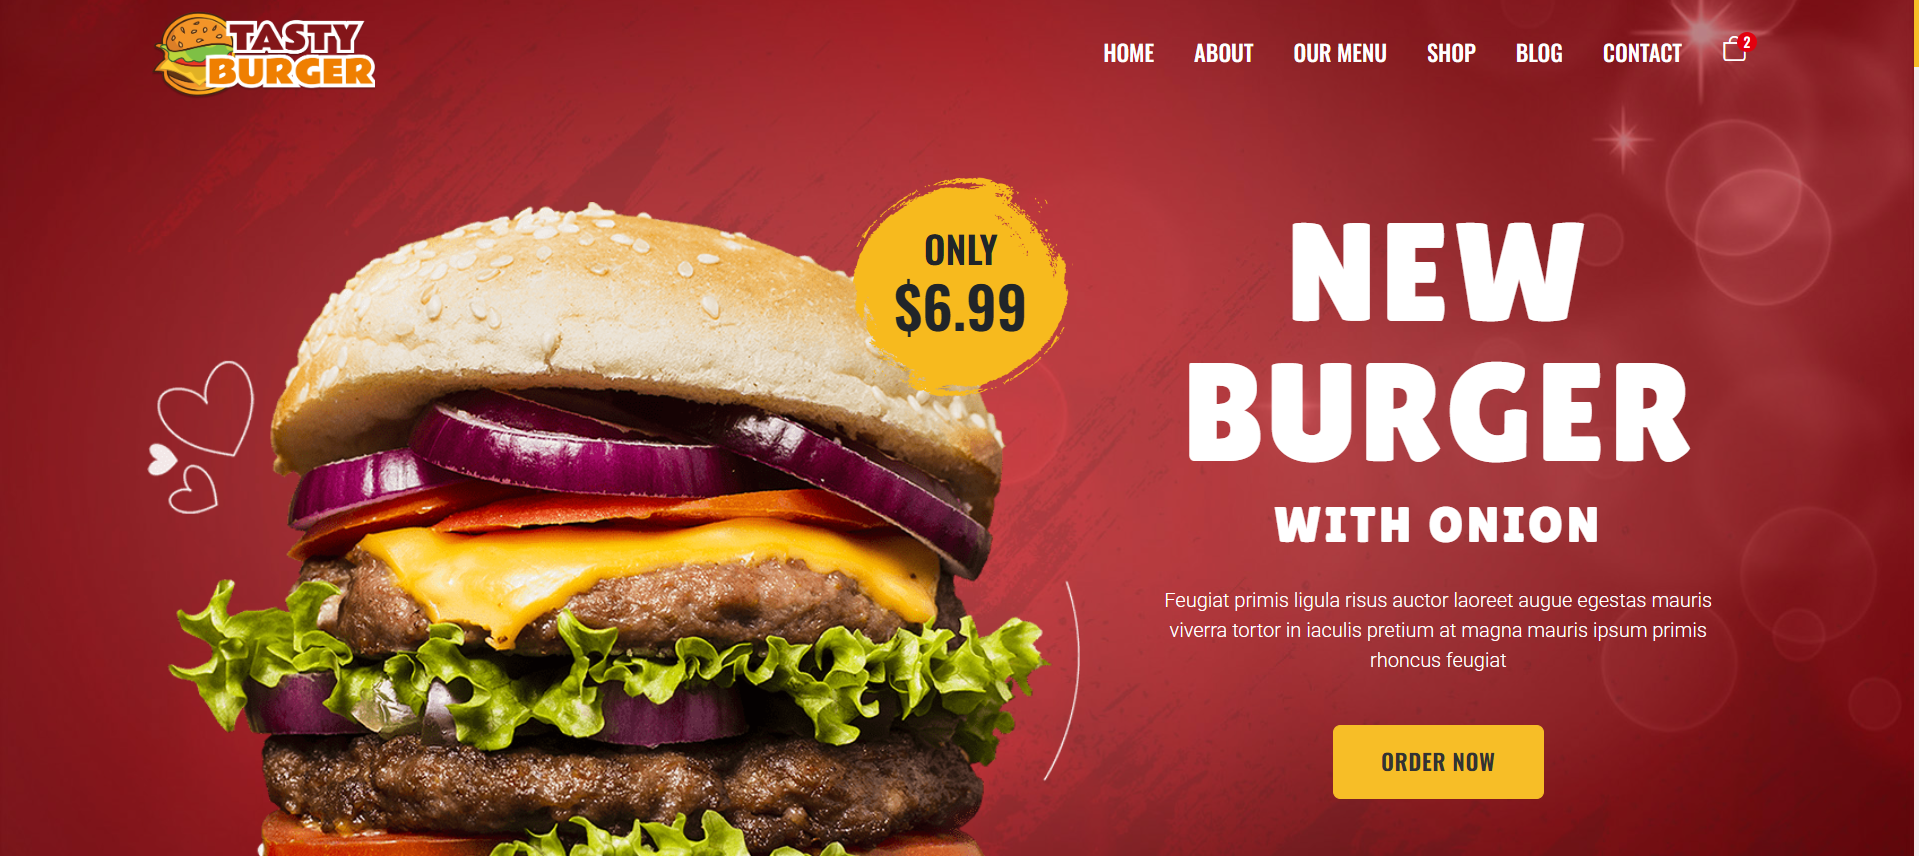 TASTY
BURGER
HOME ABOUT OUR MENU SHOP BLOG CONTACT 2
ONLY
$6.99
NEW
BURGER
WITH ONION
Feugiat primis ligula risus auctor laoreet augue egestas mauris
viverra tortor in iaculis pretium at magna mauris ipsum primis
rhoncus feugiat
ORDER NOW